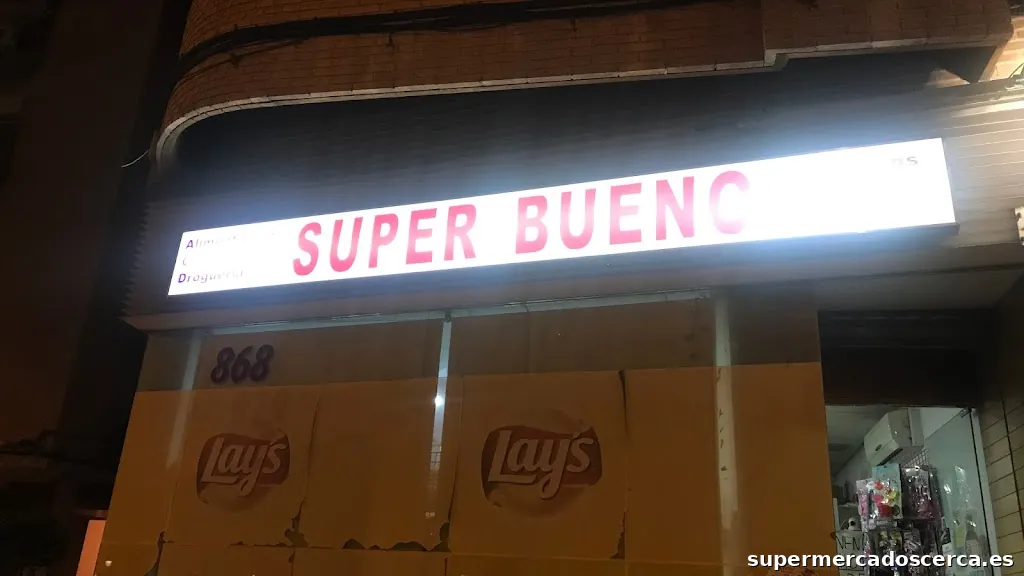 SUPER BUENO
Droguería
868
Lay's
Lay's
supermercadoscerca.es